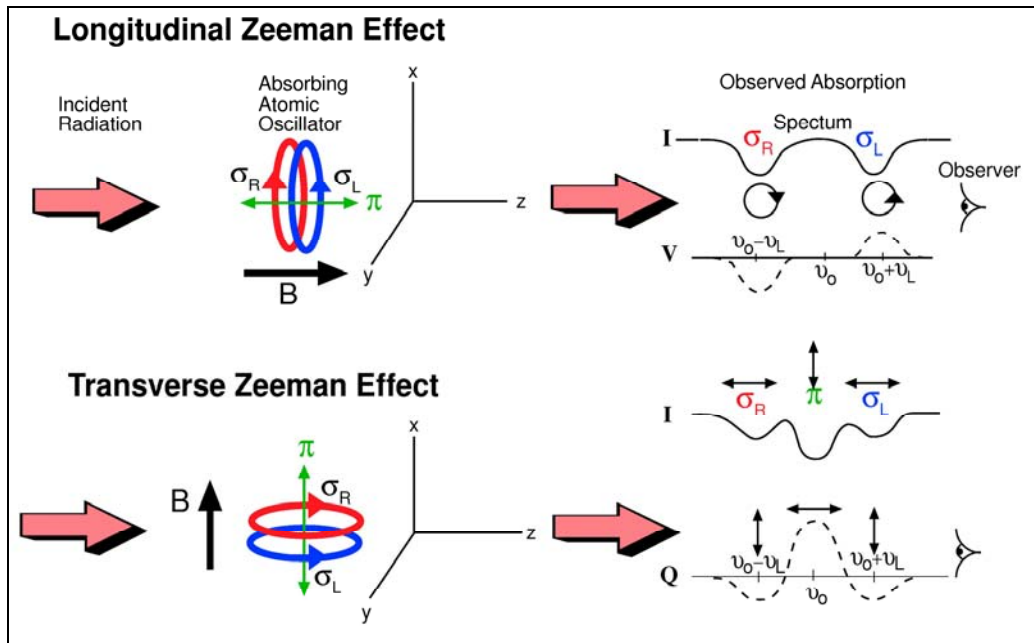 Longitudinal Zeeman Effect
Incident
Radiation
Absorbing
Atomic
Oscillator
σR
σL
π
B
x
z
y
Observed Absorption
Spectum
I
σR
σL
Observer
V
υo−υL
υo
υo+υL
Transverse Zeeman Effect
B
π
σR
σL
x
z
y
I
σR
π
σL
Q
υo−υL
υo
υo+υL